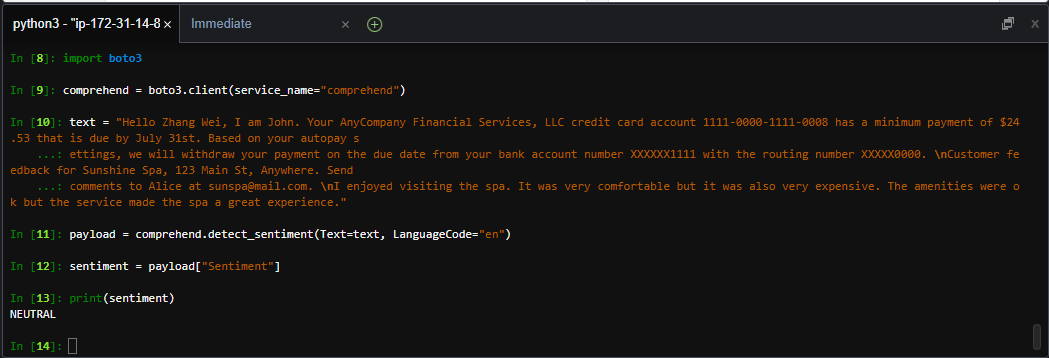 python3 - "ip-172-31-14-8 × Immediate ×
In [8]: import boto3
In [9]: comprehend = boto3.client(service_name="comprehend")
In [10]: text = "Hello Zhang Wei, I am John. Your AnyCompany Financial Services, LLC credit card account 1111-0000-1111-0008 has a minimum payment of $24
.53 that is due by July 31st. Based on your autopay s
...: ettings, we will withdraw your payment on the due date from your bank account number XXXXXX1111 with the routing number XXXXX0000. \nCustomer fe
edback for Sunshine Spa, 123 Main St, Anywhere. Send
...: comments to Alice at sunspa@mail.com. \nI enjoyed visiting the spa. It was very comfortable but it was also very expensive. The amenities were o
k but the service made the spa a great experience."
In [11]: payload = comprehend.detect_sentiment(Text=text, LanguageCode="en")
In [12]: sentiment = payload["Sentiment"]
In [13]: print(sentiment)
NEUTRAL
In [14]: